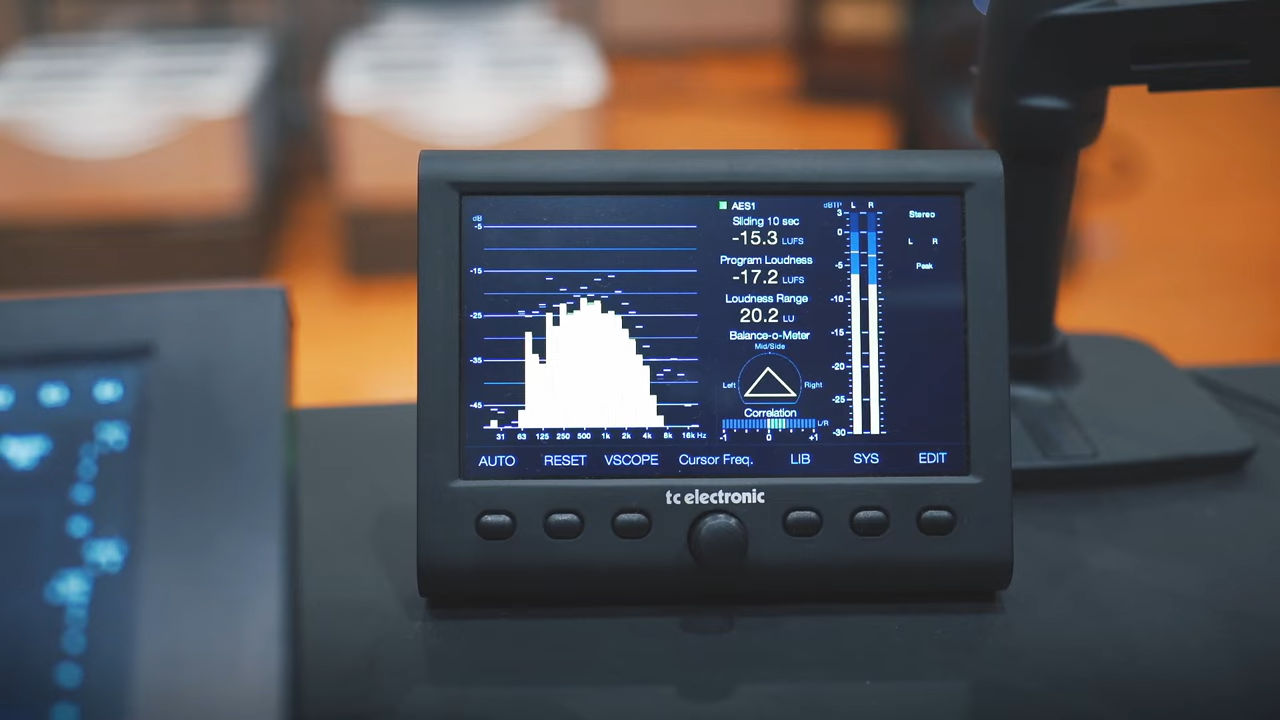 dB
-5
-15
-25
-35
-45
31 63 125 250 500 1k 2k 4k 8k 16k Hz
AES1
Sliding 10 sec
-15.3 LUFS
Program Loudness
-17.2 LUFS
Loudness Range
20.2 LU
Balance-o-Meter
Mid/Side
Left Right
Correlation
L/R
-1 0 +1
dBTP L R
3
0
-5
-10
-15
-20
-25
-30
Stereo
L R
Peak
AUTO RESET VSCOPE Cursor Freq. LIB SYS EDIT
tc electronic